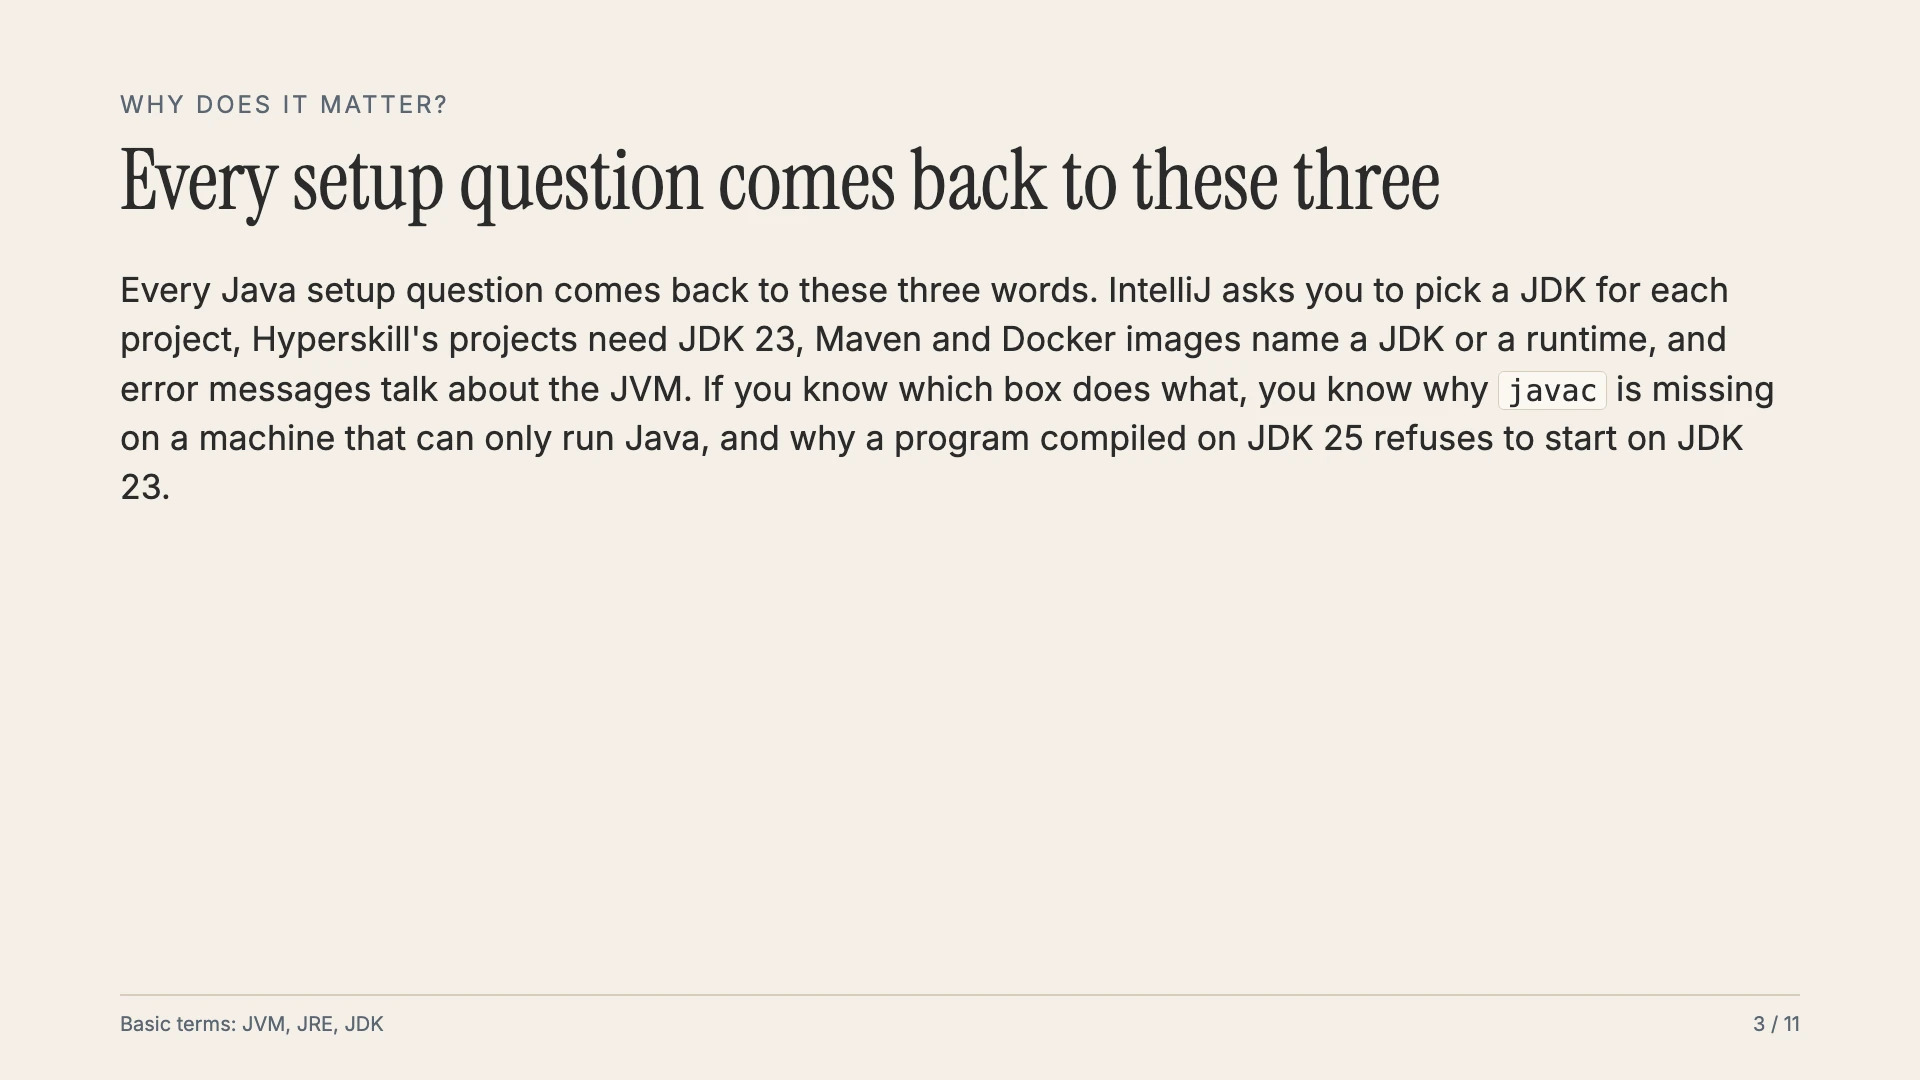 WHY DOES IT MATTER?
Every setup question comes back to these three
Every Java setup question comes back to these three words. IntelliJ asks you to pick a JDK for each
project, Hyperskill's projects need JDK 23, Maven and Docker images name a JDK or a runtime, and
error messages talk about the JVM. If you know which box does what, you know why javac is missing
on a machine that can only run Java, and why a program compiled on JDK 25 refuses to start on JDK
23.
Basic terms: JVM, JRE, JDK
3 / 11